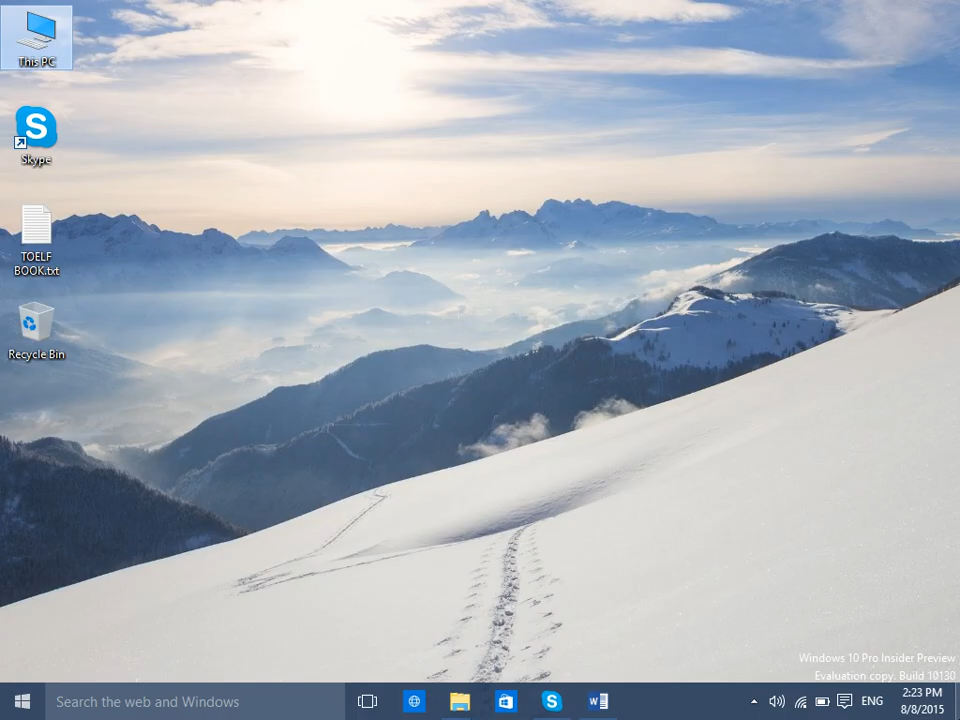 This PC
Skype
TOELF
BOOK.txt
Recycle Bin
Windows 10 Pro Insider Preview
Evaluation copy. Build 10130
Search the web and Windows
ENG
2:23 PM
8/8/2015